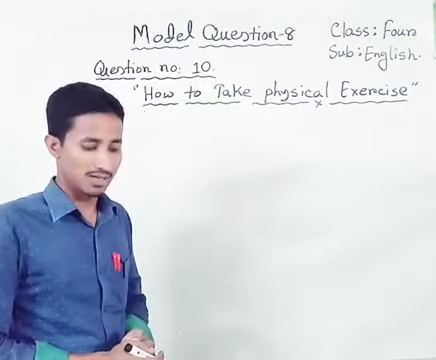 Model Question-8
Class: Four
Sub: English.
Question no: 10.
"How to Take physical Exercise"